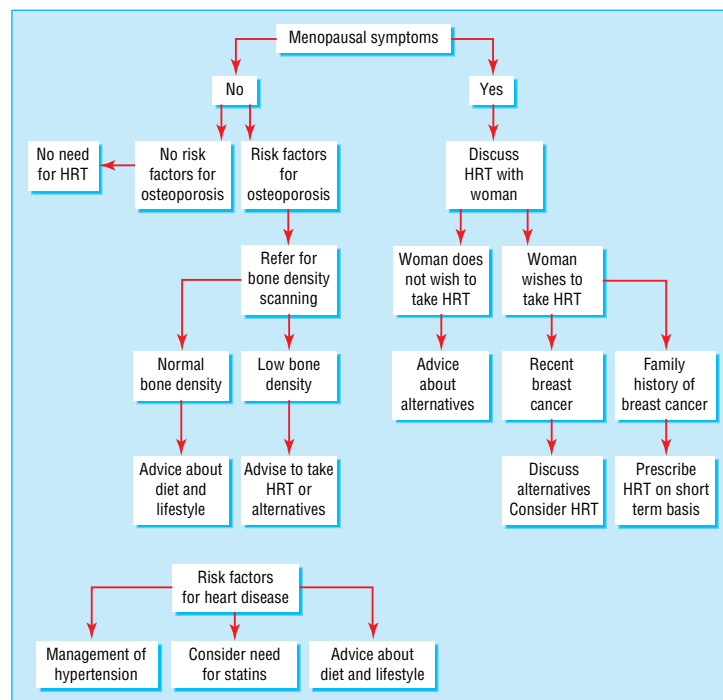 Menopausal symptoms
No
Yes
No need
for HRT
No risk
factors for
osteoporosis
Risk factors
for
osteoporosis
Discuss
HRT with
woman
Refer for
bone density
scanning
Woman does
not wish to
take HRT
Woman
wishes to
take HRT
Normal
bone density
Low bone
density
Advice
about
alternatives
Recent
breast
cancer
Family
history of
breast cancer
Advice about
diet and
lifestyle
Advise to take
HRT or
alternatives
Discuss
alternatives
Consider HRT
Prescribe
HRT on short
term basis
Risk factors
for heart disease
Management of
hypertension
Consider need
for statins
Advice about
diet and lifestyle